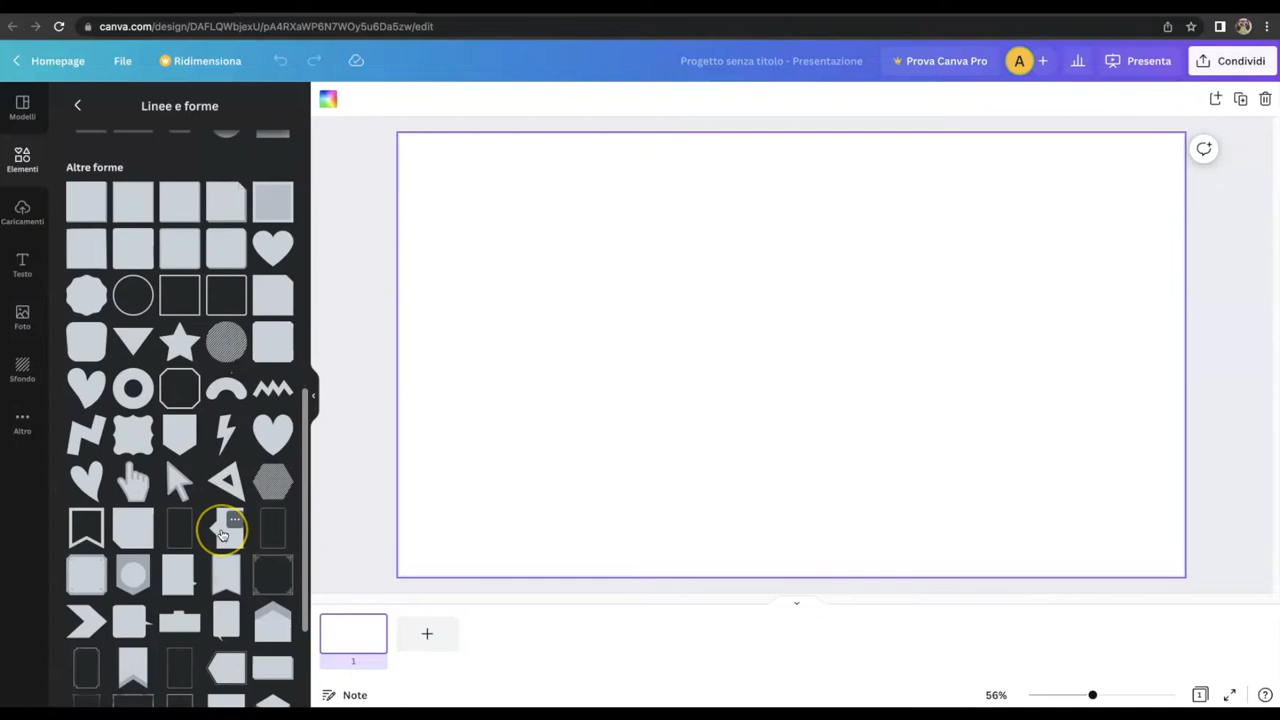 canva.com/design/DAFLQWbjexU/pA4RXaWP6N7WOy5u6Da5zw/edit
Homepage File Ridimensiona Progetto senza titolo - Presentazione Prova Canva Pro A Presenta Condividi
Modelli
Elementi
Caricamenti
Testo
Foto
Sfondo
Altro
Linee e forme
Altre forme
1
Note
56%
1